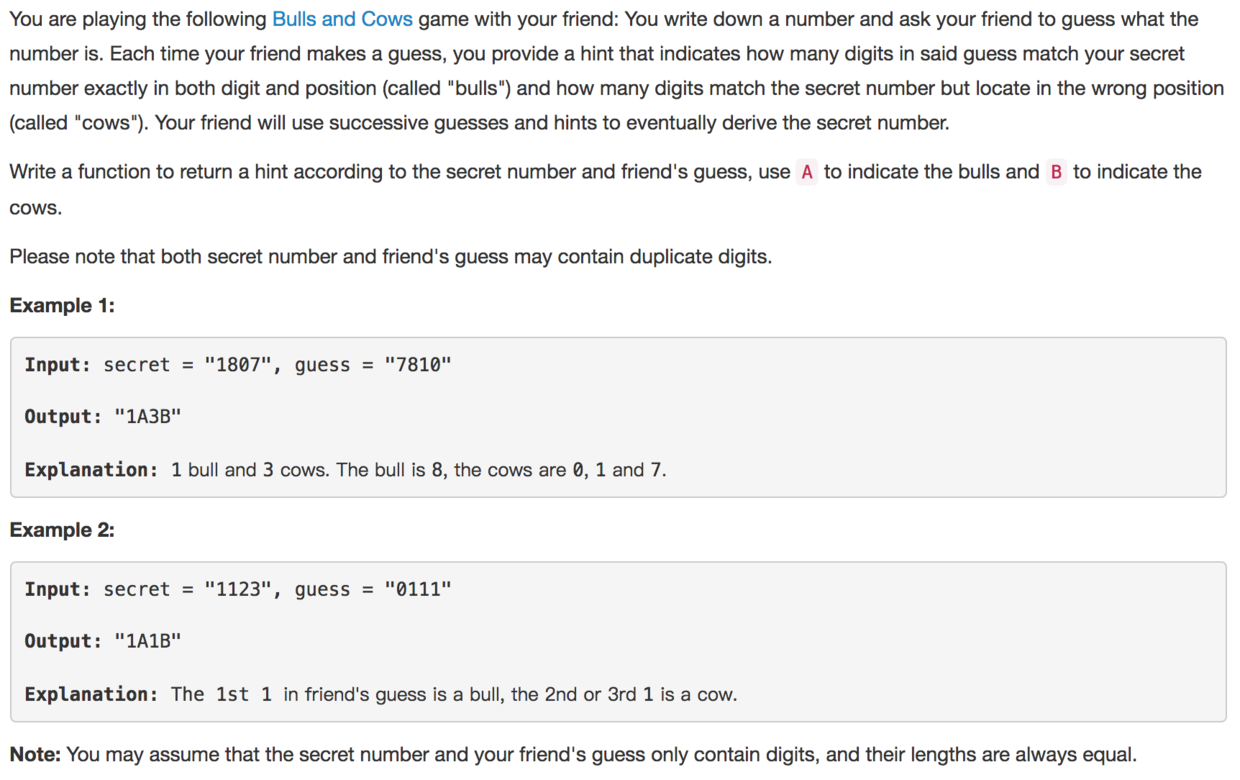 You are playing the following Bulls and Cows game with your friend: You write down a number and ask your friend to guess what the
number is. Each time your friend makes a guess, you provide a hint that indicates how many digits in said guess match your secret
number exactly in both digit and position (called "bulls") and how many digits match the secret number but locate in the wrong position
(called "cows"). Your friend will use successive guesses and hints to eventually derive the secret number.
Write a function to return a hint according to the secret number and friend's guess, use A to indicate the bulls and B to indicate the
cows.
Please note that both secret number and friend's guess may contain duplicate digits.
Example 1:
Input: secret = "1807", guess = "7810"
Output: "1A3B"
Explanation: 1 bull and 3 cows. The bull is 8, the cows are 0, 1 and 7.
Example 2:
Input: secret = "1123", guess = "0111"
Output: "1A1B"
Explanation: The 1st 1 in friend's guess is a bull, the 2nd or 3rd 1 is a cow.
Note: You may assume that the secret number and your friend's guess only contain digits, and their lengths are always equal.